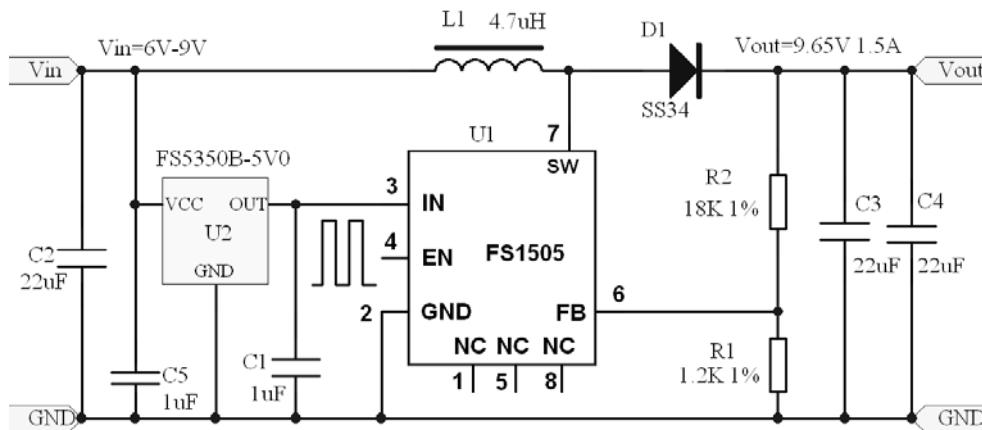 L1 4.7uH
D1
Vin=6V-9V
Vout=9.65V 1.5A
Vin
Vout
SS34
U1
7
SW
FS5350B-5V0
VCC OUT
U2
GND
3
IN
4
EN
FS1505
2
GND
FB
6
NC NC NC
1
5
8
R2
18K 1%
C3
22uF
C4
22uF
C2
22uF
C5
1uF
C1
1uF
R1
1.2K 1%
GND
GND